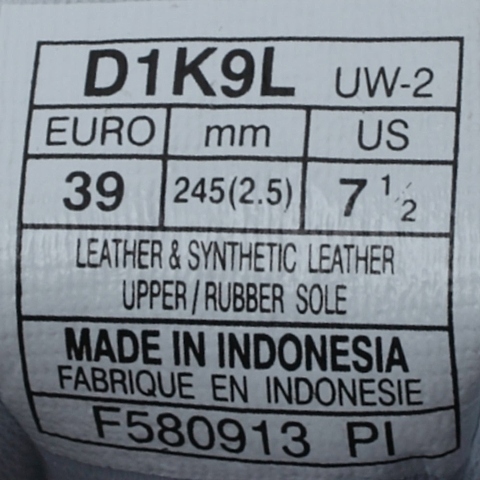 D1K9L UW-2
EURO mm US
39 245(2.5) 7 1/2
LEATHER & SYNTHETIC LEATHER
UPPER / RUBBER SOLE
MADE IN INDONESIA
FABRIQUE EN INDONESIE
F580913 PI